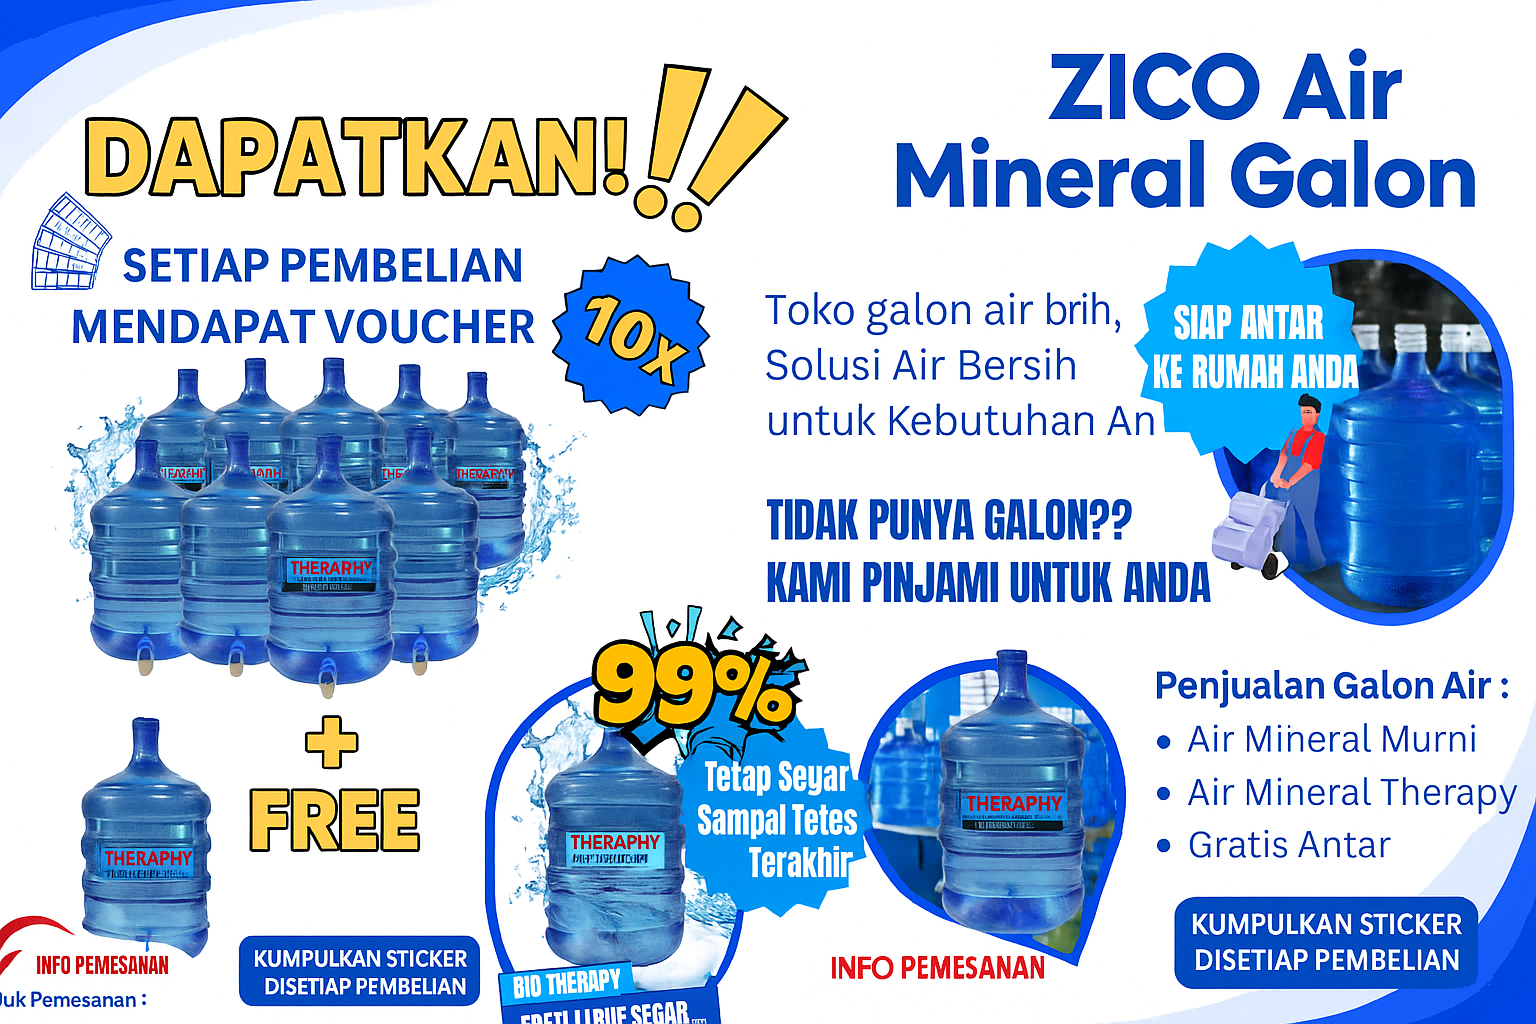 DAPATKAN!!!
SETIAP PEMBELIAN
MENDAPAT VOUCHER
10X
THERARHY
THERAPHY
+
FREE
INFO PEMESANAN
uk Pemesanan :
KUMPULKAN STICKER
DISETIAP PEMBELIAN
99%
Tetap Seyar
Sampal Tetes
Terakhir
THERAPHY
BIO THERAPY
SEGAR
ZICO Air
Mineral Galon
Toko galon air brih,
Solusi Air Bersih
untuk Kebutuhan An
SIAP ANTAR
KE RUMAH ANDA
TIDAK PUNYA GALON??
KAMI PINJAMI UNTUK ANDA
THERAPHY
INFO PEMESANAN
Penjualan Galon Air :
• Air Mineral Murni
• Air Mineral Therapy
• Gratis Antar
KUMPULKAN STICKER
DISETIAP PEMBELIAN